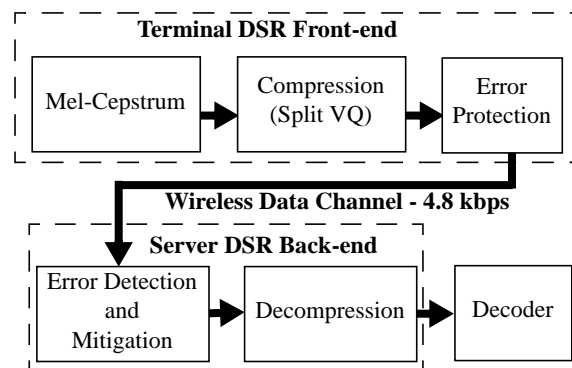 Terminal DSR Front-end
Mel-Cepstrum
Compression
(Split VQ)
Error
Protection
Wireless Data Channel - 4.8 kbps
Server DSR Back-end
Error Detection
and
Mitigation
Decompression
Decoder